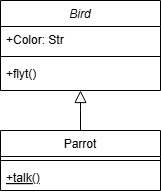 Bird
+Color: Str
+flyt()
Parrot
+talk()